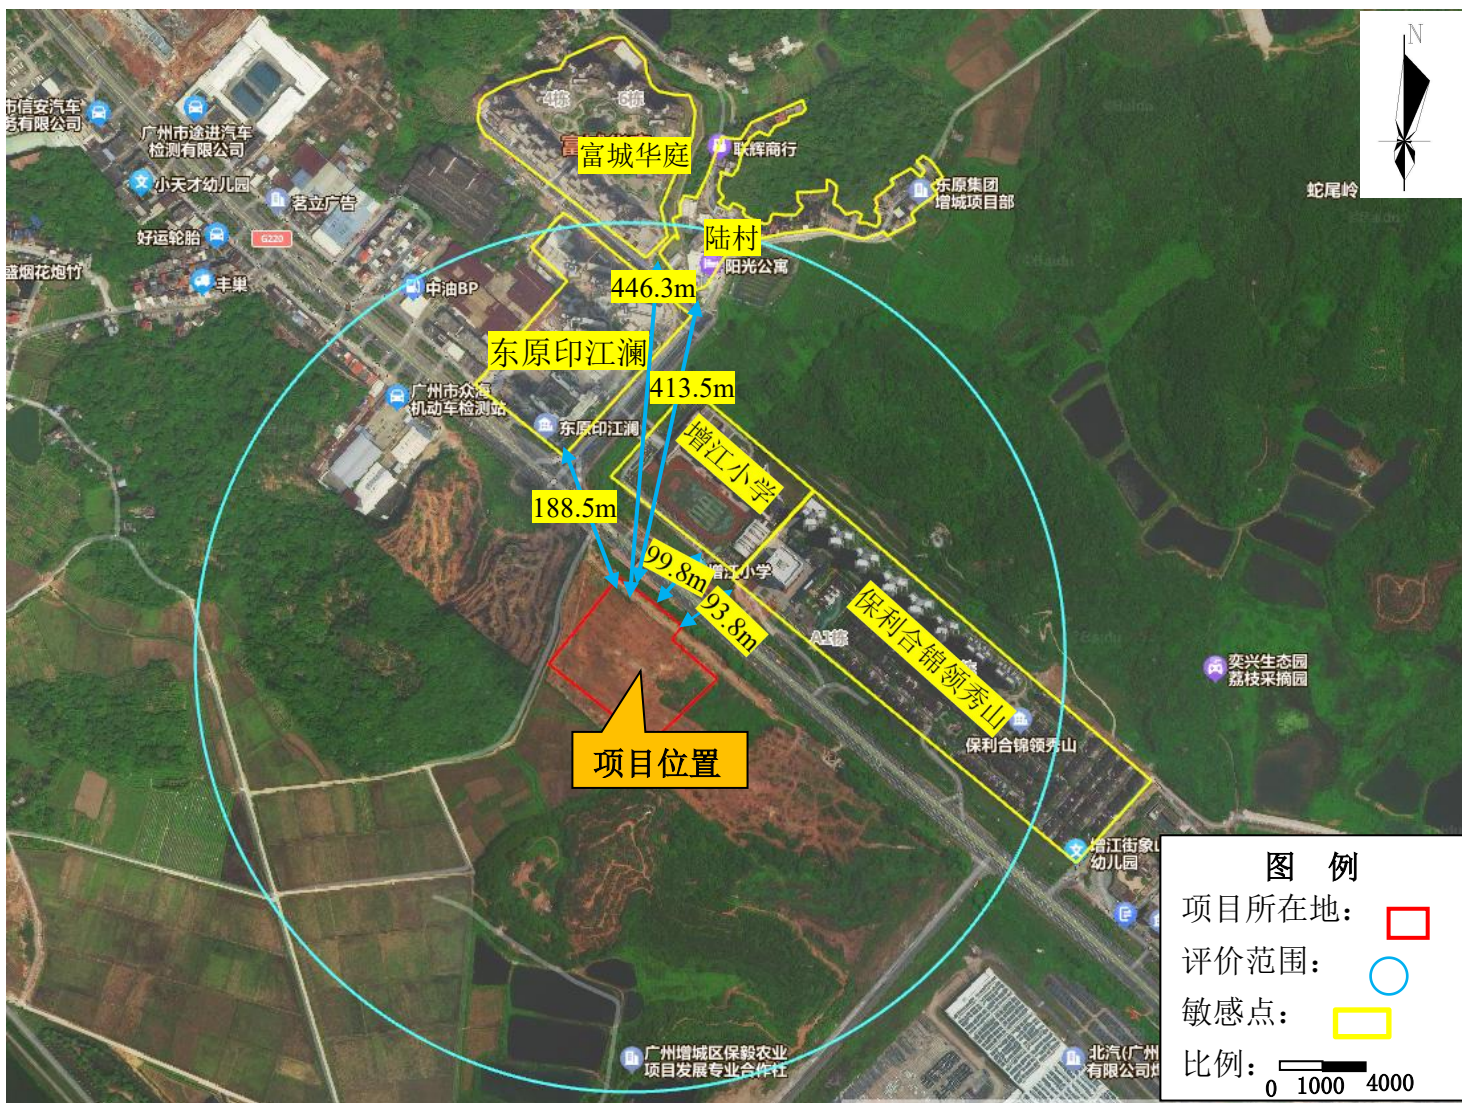 N
市信安汽车
务有限公司
广州市途进汽车
检测有限公司
小天才幼儿园
茗立广告
好运轮胎
G220
盛烟花炮竹
丰巢
中油BP
4栋
6栋
富城华庭
联辉商行
东原集团
增城项目部
蛇尾岭
陆村
阳光公寓
446.3m
东原印江澜
413.5m
广州市众海
机动车检测站
东原印江澜
增江小学
188.5m
99.8m
增江小学
93.8m
A1栋
保利合锦领秀山
奕兴生态园
荔枝采摘园
保利合锦领秀山
项目位置
增江街象山
幼儿园
广州增城区保毅农业
项目发展专业合作社
北汽(广州
有限公司
图 例
项目所在地：
评价范围：
敏感点：
比例：
0 1000 4000